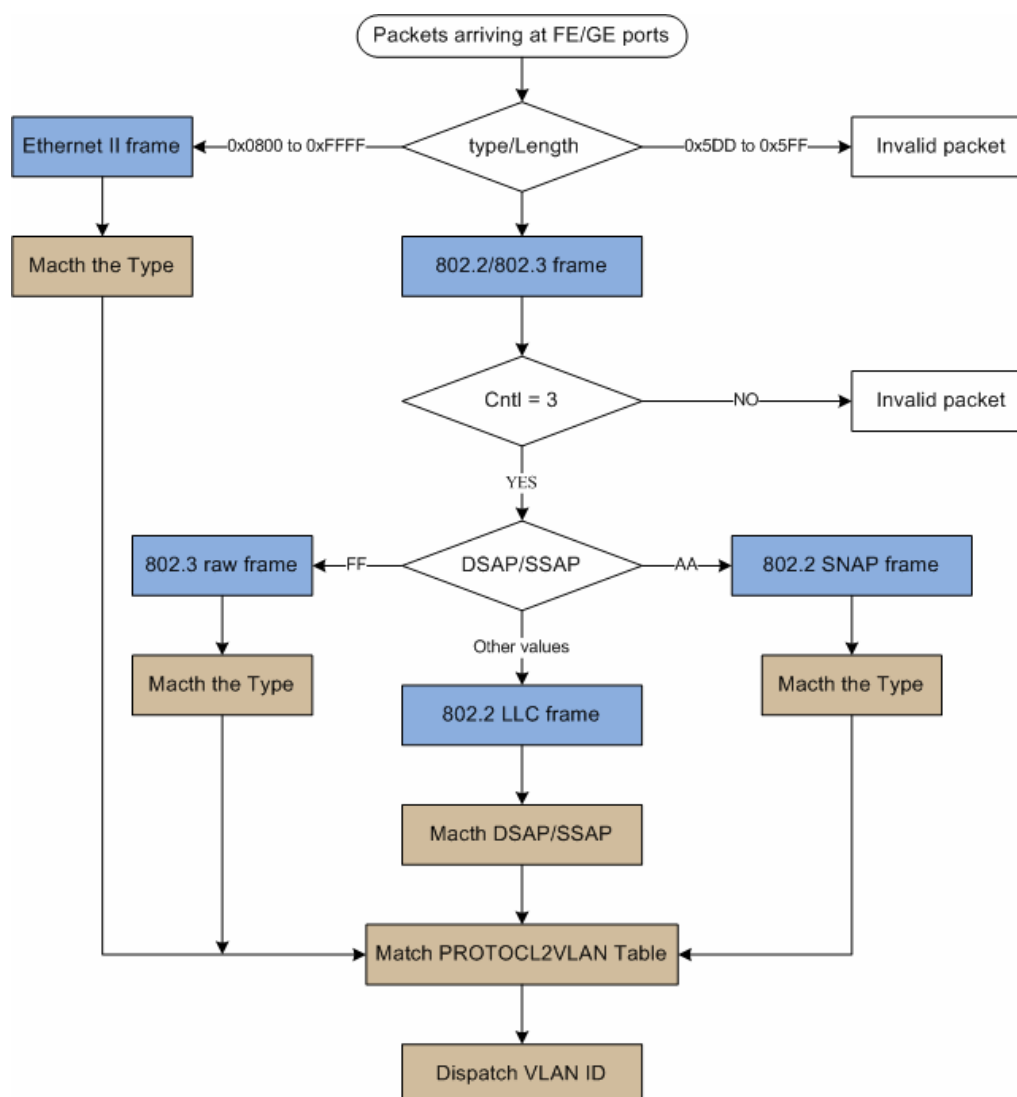 Packets arriving at FE/GE ports
Ethernet II frame
0x0800 to 0xFFFF
type/Length
0x5DD to 0x5FF
Invalid packet
Macth the Type
802.2/802.3 frame
Cntl = 3
NO
Invalid packet
YES
802.3 raw frame
FF
DSAP/SSAP
AA
802.2 SNAP frame
Other values
Macth the Type
Macth the Type
802.2 LLC frame
Macth DSAP/SSAP
Match PROTOCL2VLAN Table
Dispatch VLAN ID